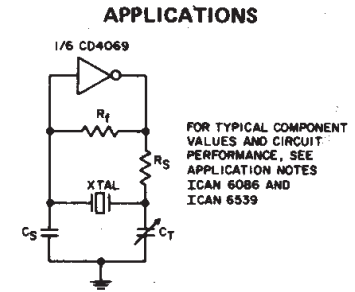 APPLICATIONS
1/6 CD4069
Rf
RS
XTAL
CS
CT
FOR TYPICAL COMPONENT
VALUES AND CIRCUIT
PERFORMANCE, SEE
APPLICATION NOTES
ICAN 6086 AND
ICAN 6539